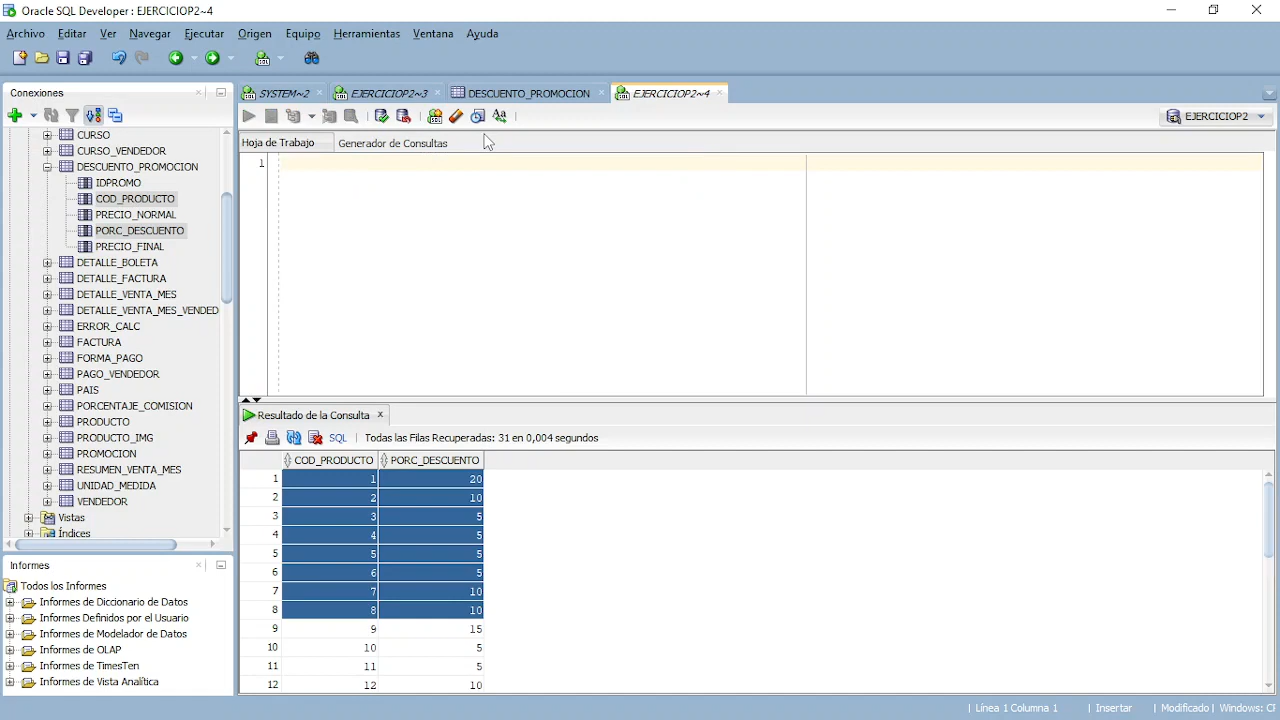 Oracle SQL Developer : EJERCICIOP2~4
Archivo Editar Ver Navegar Ejecutar Origen Equipo Herramientas Ventana Ayuda
Conexiones
SYSTEM~2 EJERCICIOP2~3 DESCUENTO_PROMOCION EJERCICIOP2~4
EJERCICIOP2
Hoja de Trabajo Generador de Consultas
1
CURSO
CURSO_VENDEDOR
DESCUENTO_PROMOCION
IDPROMO
COD_PRODUCTO
PRECIO_NORMAL
PORC_DESCUENTO
PRECIO_FINAL
DETALLE_BOLETA
DETALLE_FACTURA
DETALLE_VENTA_MES
DETALLE_VENTA_MES_VENDED
ERROR_CALC
FACTURA
FORMA_PAGO
PAGO_VENDEDOR
PAIS
PORCENTAJE_COMISION
PRODUCTO
PRODUCTO_IMG
PROMOCION
RESUMEN_VENTA_MES
UNIDAD_MEDIDA
VENDEDOR
Vistas
Índices
Informes
Todos los Informes
Informes de Diccionario de Datos
Informes Definidos por el Usuario
Informes de Modelador de Datos
Informes de OLAP
Informes de TimesTen
Informes de Vista Analítica
Resultado de la Consulta x
SQL | Todas las Filas Recuperadas: 31 en 0,004 segundos
COD_PRODUCTO PORC_DESCUENTO
1 1 20
2 2 10
3 3 5
4 4 5
5 5 5
6 6 5
7 7 10
8 8 10
9 9 15
10 10 5
11 11 5
12 12 10
| Línea 1 Columna 1 | Insertar | Modificado | Windows: CF